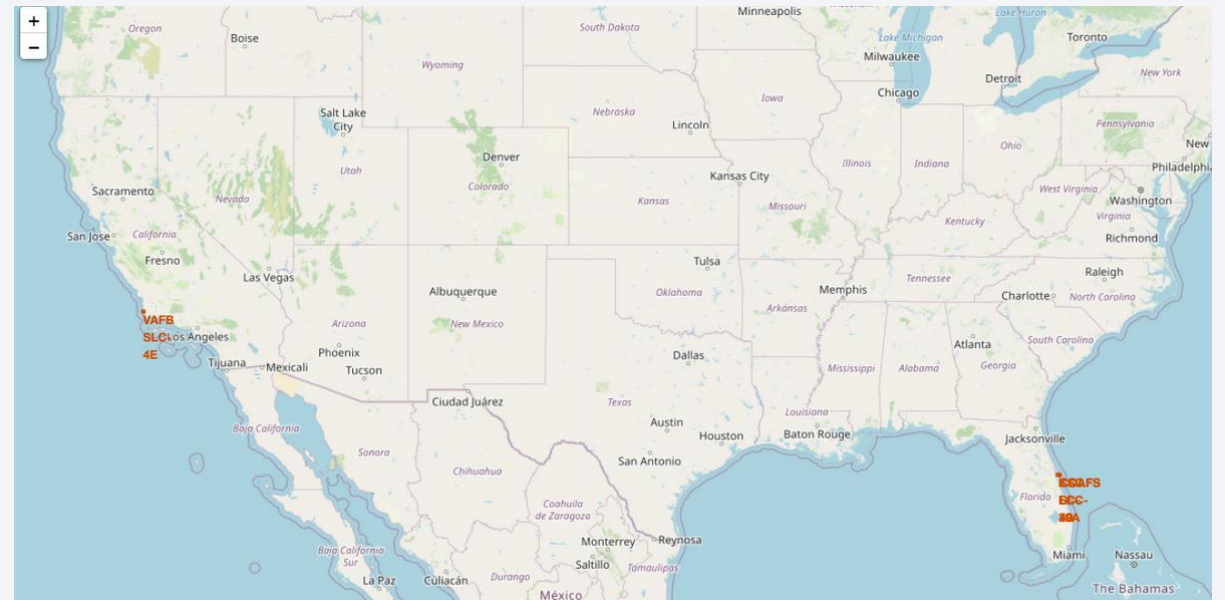 +
−
Minneapolis
Lake Huron
Oregon
Boise
South Dakota
Lake Michigan
Toronto
Milwaukee
Wyoming
Detroit
New York
Chicago
Iowa
Nebraska
Salt Lake
City
Lincoln
Pennsylvania
New
Ohio
Denver
Illinois
Indiana
Philadelphia
Utah
Kansas City
Colorado
Sacramento
Nevada
Kansas
Missouri
West Virginia
Washington
Kentucky
Virginia
San Jose
California
Richmond
Fresno
Las Vegas
Tulsa
Raleigh
Tennessee
Albuquerque
Oklahoma
Memphis
Charlotte
North Carolina
Arkansas
VAFB
SLC-
4E
Los Angeles
Arizona
New Mexico
Atlanta
South Carolina
Phoenix
Dallas
Tijuana
Mexicali
Tucson
Mississippi
Alabama
Georgia
Ciudad Juárez
Texas
Louisiana
Austin
Baja California
Houston
Baton Rouge
Jacksonville
Sonora
San Antonio
Chihuahua
Florida
Coahuila
de Zaragoza
Monterrey
Reynosa
Baja California
Sur
Miami
Nassau
Saltillo
Tamaulipas
La Paz
Culiacán
Durango
México
The Bahamas